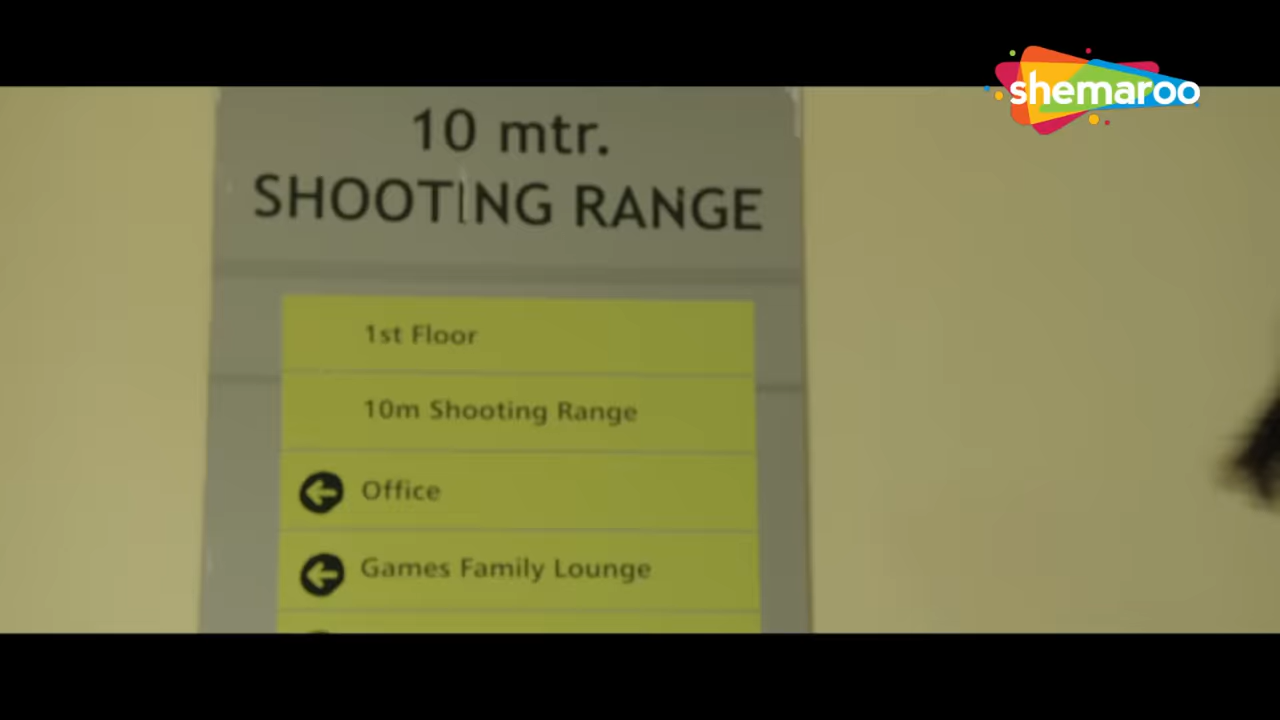 shemaroo
10 mtr.
SHOOTING RANGE
1st Floor
10m Shooting Range
Office
Games Family Lounge